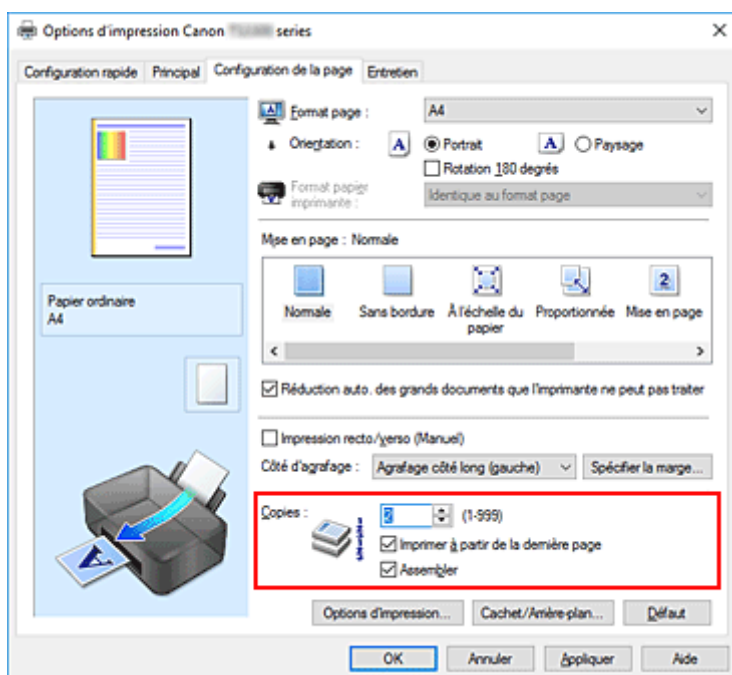 Options d'impression Canon series
Configuration rapide Principal Configuration de la page Entretien
Format page : A4
Orientation : A Portrait A Paysage
Rotation 180 degrés
Format papier imprimante : Identique au format page
Mise en page : Normale
Papier ordinaire
A4
Normale Sans bordure À l'échelle du papier Proportionnée 2 Mise en page
Réduction auto. des grands documents que l'imprimante ne peut pas traiter
Impression recto/verso (Manuel)
Côté d'agrafage : Agrafage côté long (gauche) Spécifier la marge...
Copies : 2 (1-999)
Imprimer à partir de la dernière page
Assembler
A
Options d'impression... Cachet/Arrière-plan... Défaut
OK Annuler Appliquer Aide